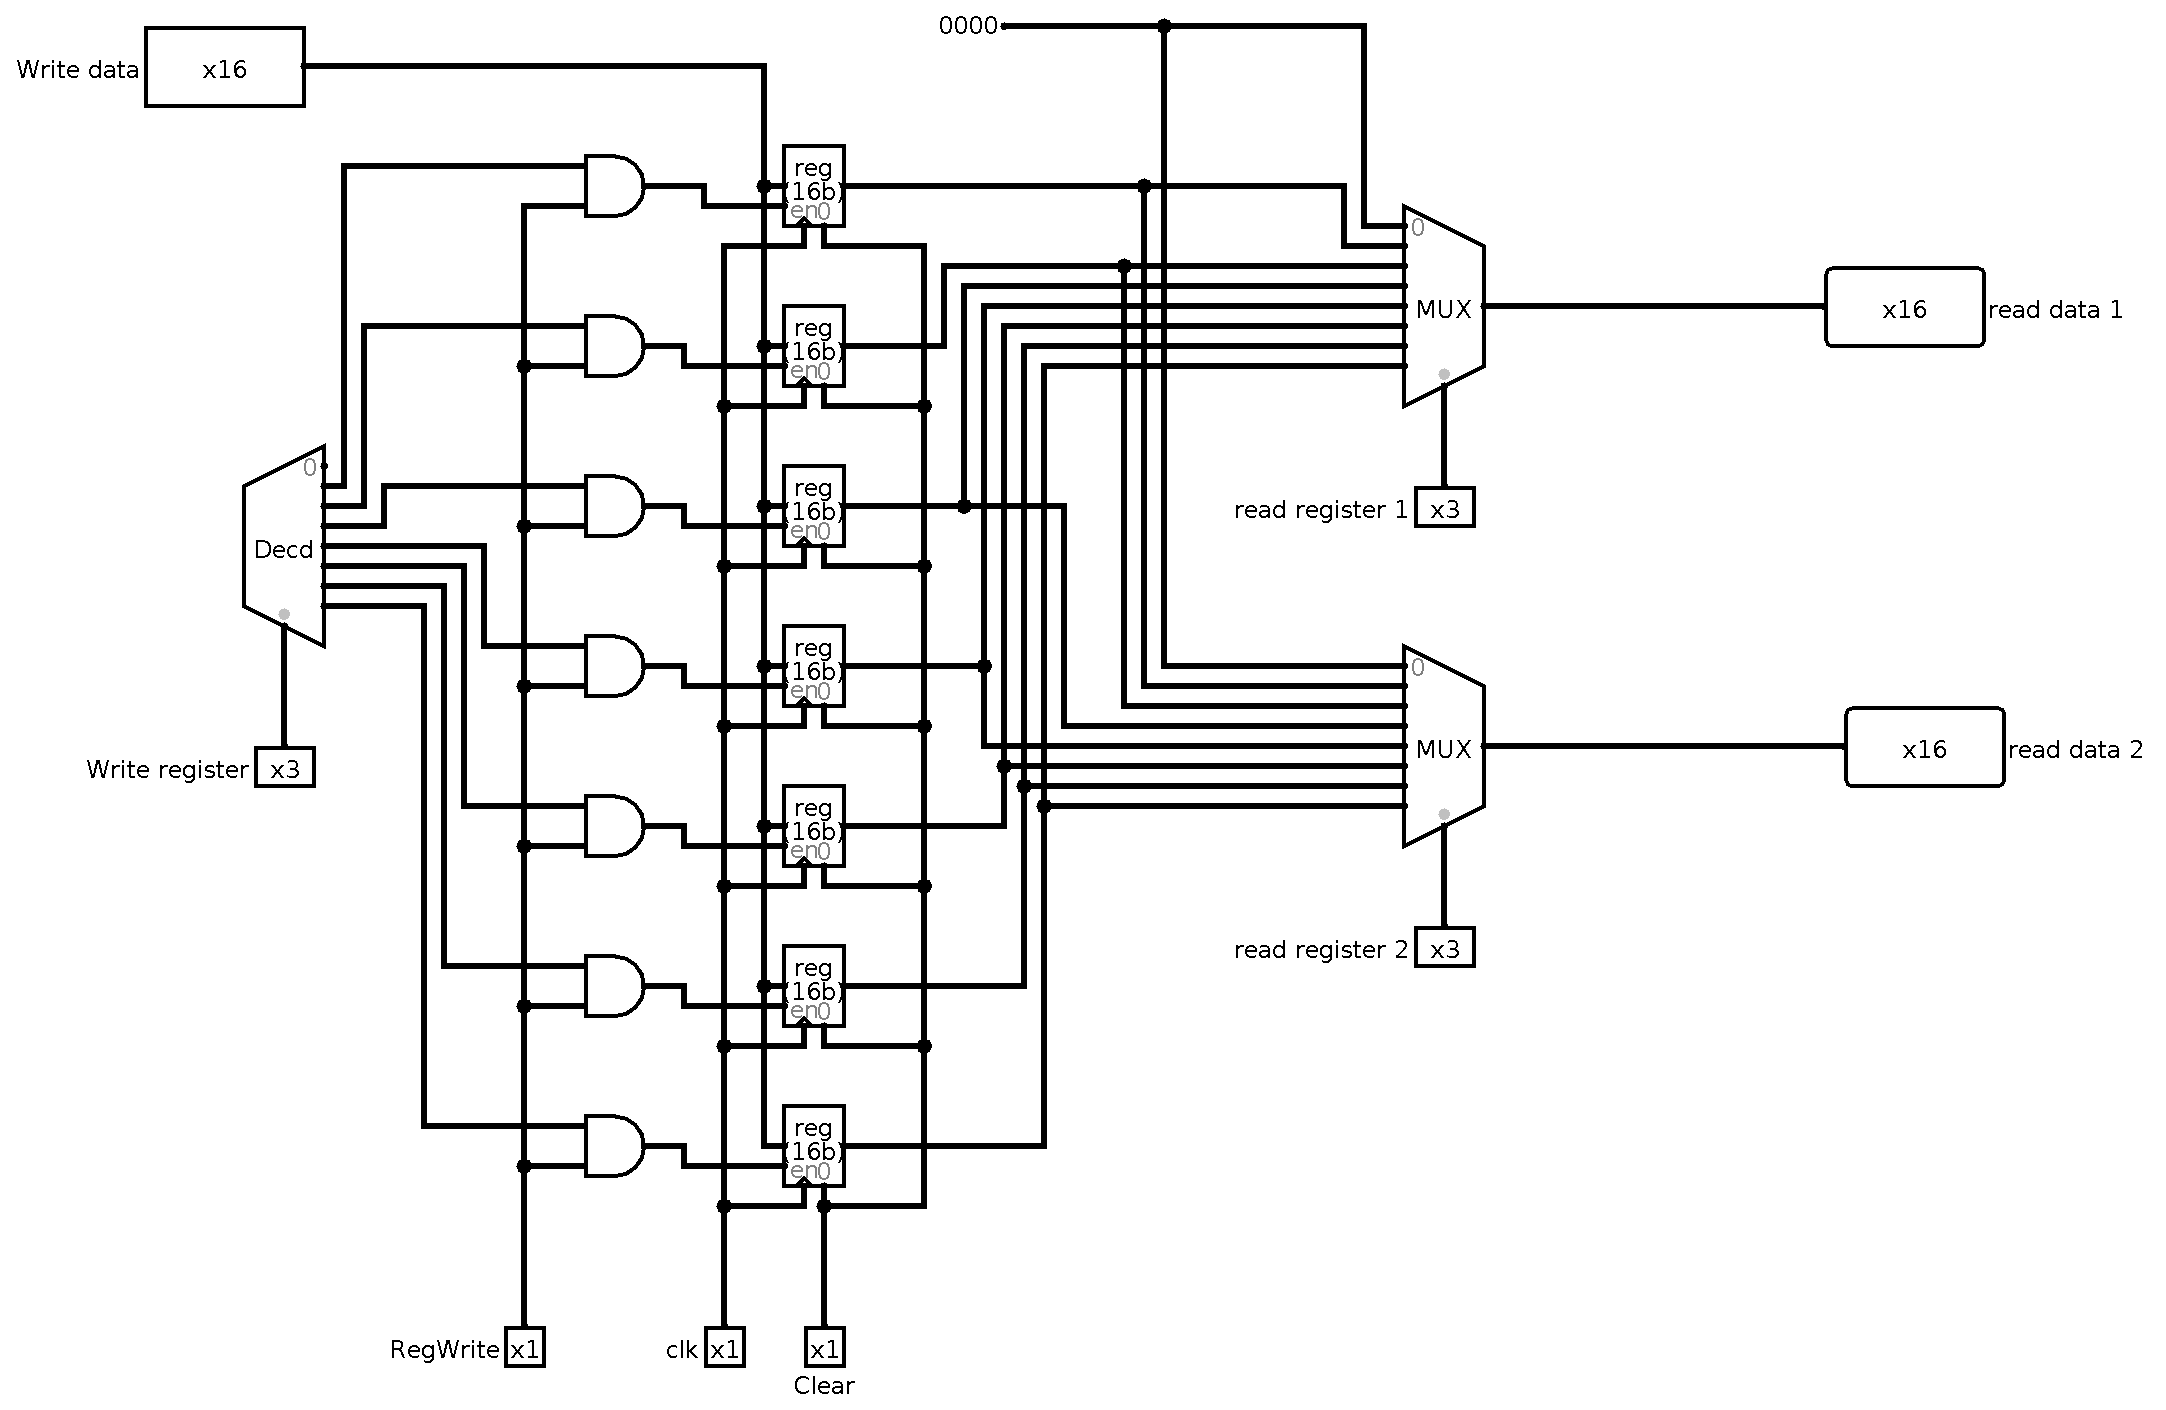 0000
Write data
x16
reg
(16b)
en0
0
reg
(16b)
en0
MUX
x16
read data 1
0
reg
(16b)
en0
read register 1
x3
Decd
reg
(16b)
en0
0
Write register
x3
MUX
x16
read data 2
reg
(16b)
en0
read register 2
x3
reg
(16b)
en0
reg
(16b)
en0
RegWrite
x1
clk
x1
x1
Clear